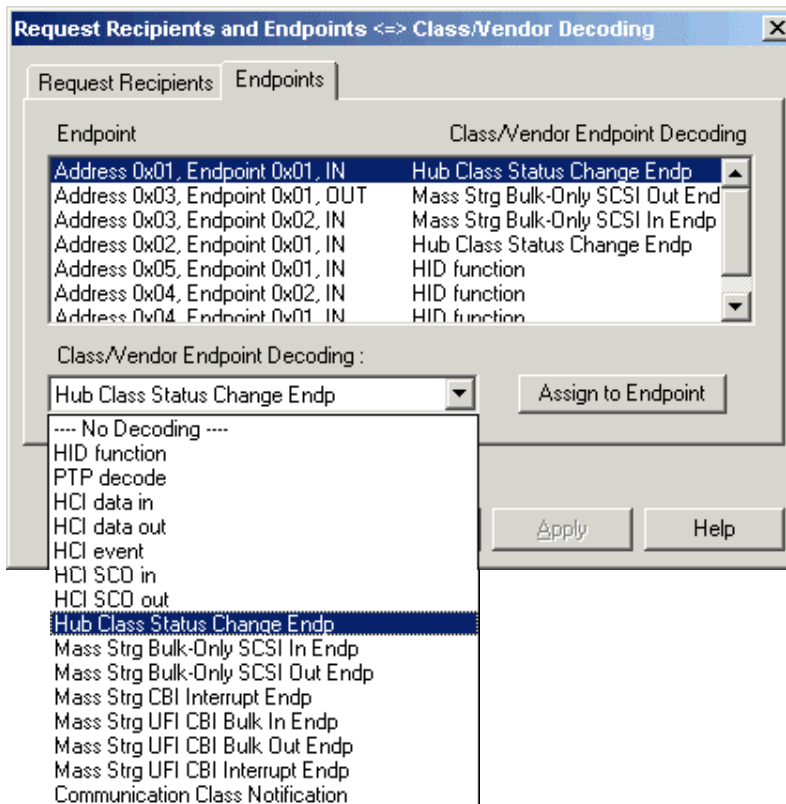 Request Recipients and Endpoints <=> Class/Vendor Decoding
Request Recipients Endpoints
Endpoint Class/Vendor Endpoint Decoding
Address 0x01, Endpoint 0x01, IN Hub Class Status Change Endp
Address 0x03, Endpoint 0x01, OUT Mass Strg Bulk-Only SCSI Out End
Address 0x03, Endpoint 0x02, IN Mass Strg Bulk-Only SCSI In Endp
Address 0x02, Endpoint 0x01, IN Hub Class Status Change Endp
Address 0x05, Endpoint 0x01, IN HID function
Address 0x04, Endpoint 0x02, IN HID function
Address 0x04, Endpoint 0x01, IN HID function
Class/Vendor Endpoint Decoding :
Hub Class Status Change Endp Assign to Endpoint
---- No Decoding ----
HID function
PTP decode
HCI data in
HCI data out
HCI event
HCI SCO in
HCI SCO out
Hub Class Status Change Endp
Mass Strg Bulk-Only SCSI In Endp
Mass Strg Bulk-Only SCSI Out Endp
Mass Strg CBI Interrupt Endp
Mass Strg UFI CBI Bulk In Endp
Mass Strg UFI CBI Bulk Out Endp
Mass Strg UFI CBI Interrupt Endp
Communication Class Notification
Apply Help